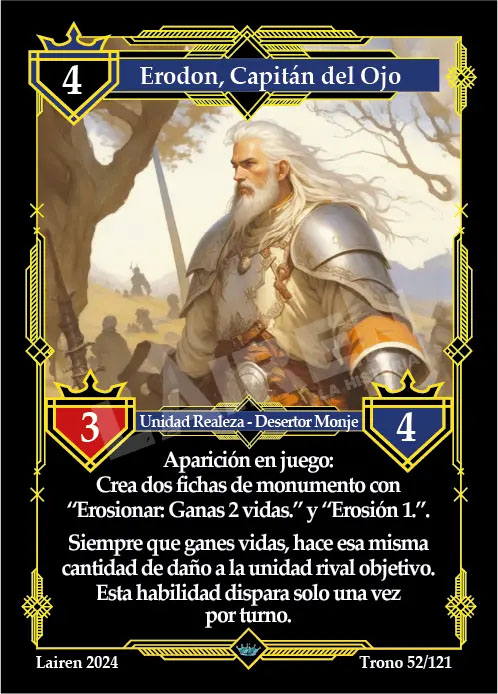 4
Erodon, Capitán del Ojo
LAIREN
3
Unidad Realeza - Desertor Monje
4
Aparición en juego:
Crea dos fichas de monumento con
“Erosionar: Ganas 2 vidas.” y “Erosión 1.”.
Siempre que ganes vidas, hace esa misma
cantidad de daño a la unidad rival objetivo.
Esta habilidad dispara solo una vez
por turno.
Lairen 2024
Trono 52/121